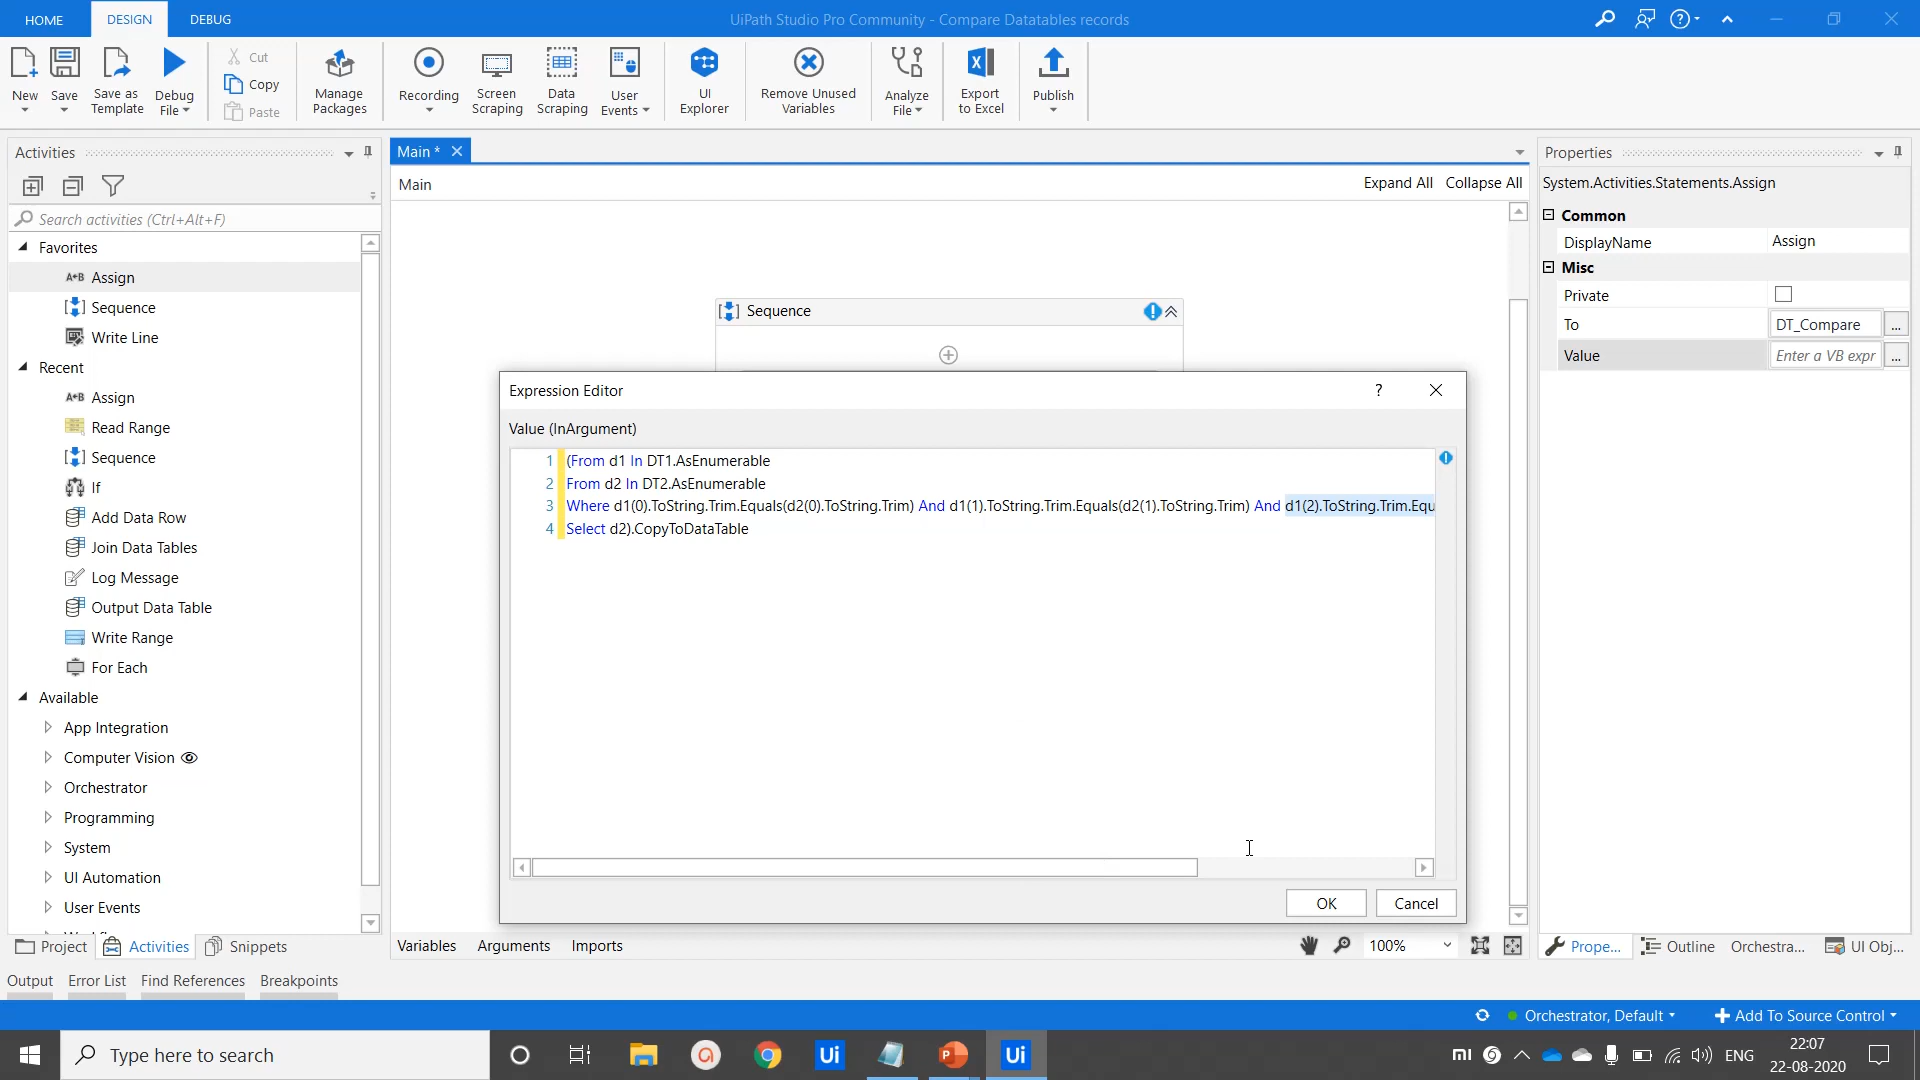 HOME
DESIGN
DEBUG
UiPath Studio Pro Community - Compare Datatables records
New
Save
Save as Template
Debug File
Cut
Copy
Paste
Manage Packages
Recording
Screen Scraping
Data Scraping
User Events
UI Explorer
Remove Unused Variables
Analyze File
Export to Excel
Publish
Activities
Search activities (Ctrl+Alt+F)
Favorites
Assign
Sequence
Write Line
Recent
Assign
Read Range
Sequence
If
Add Data Row
Join Data Tables
Log Message
Output Data Table
Write Range
For Each
Available
App Integration
Computer Vision
Orchestrator
Programming
System
UI Automation
User Events
Project
Activities
Snippets
Main *
Main
Expand All
Collapse All
Sequence
Expression Editor
?
Value (InArgument)
1 (From d1 In DT1.AsEnumerable
2 From d2 In DT2.AsEnumerable
3 Where d1(0).ToString.Trim.Equals(d2(0).ToString.Trim) And d1(1).ToString.Trim.Equals(d2(1).ToString.Trim) And d1(2).ToString.Trim.Equ
4 Select d2).CopyToDataTable
OK
Cancel
Variables
Arguments
Imports
100%
Properties
System.Activities.Statements.Assign
Common
DisplayName Assign
Misc
Private
To DT_Compare ...
Value Enter a VB expr ...
Prope...
Outline
Orchestra...
UI Obj...
Output
Error List
Find References
Breakpoints
Orchestrator, Default
Add To Source Control
Type here to search
Ui
P
Ui
mi
ENG
22:07
22-08-2020